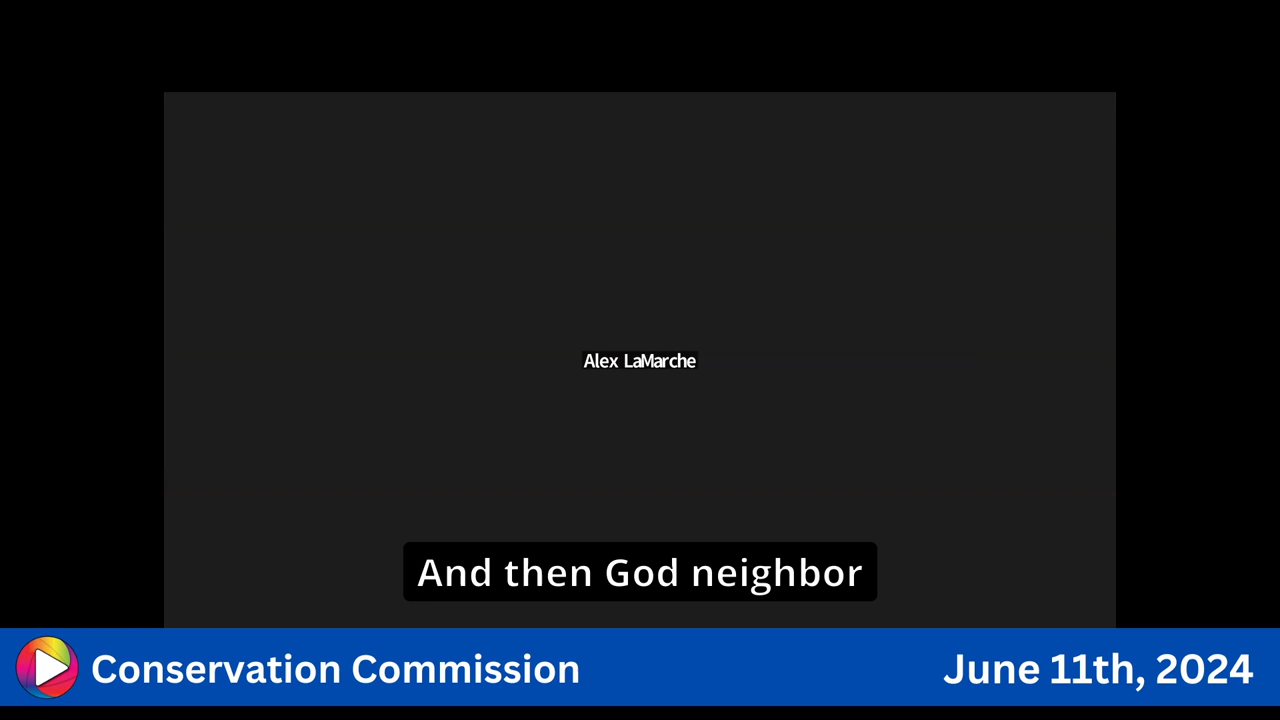 Alex LaMarche
And then God neighbor
Conservation Commission
June 11th, 2024